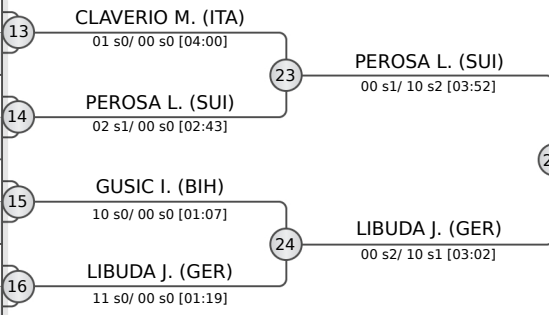 CLAVERIO M. (ITA)
13
01 s0/ 00 s0 [04:00]
23
PEROSA L. (SUI)
00 s1/ 10 s2 [03:52]
PEROSA L. (SUI)
14
02 s1/ 00 s0 [02:43]
GUSIC I. (BIH)
15
10 s0/ 00 s0 [01:07]
24
LIBUDA J. (GER)
00 s2/ 10 s1 [03:02]
LIBUDA J. (GER)
16
11 s0/ 00 s0 [01:19]